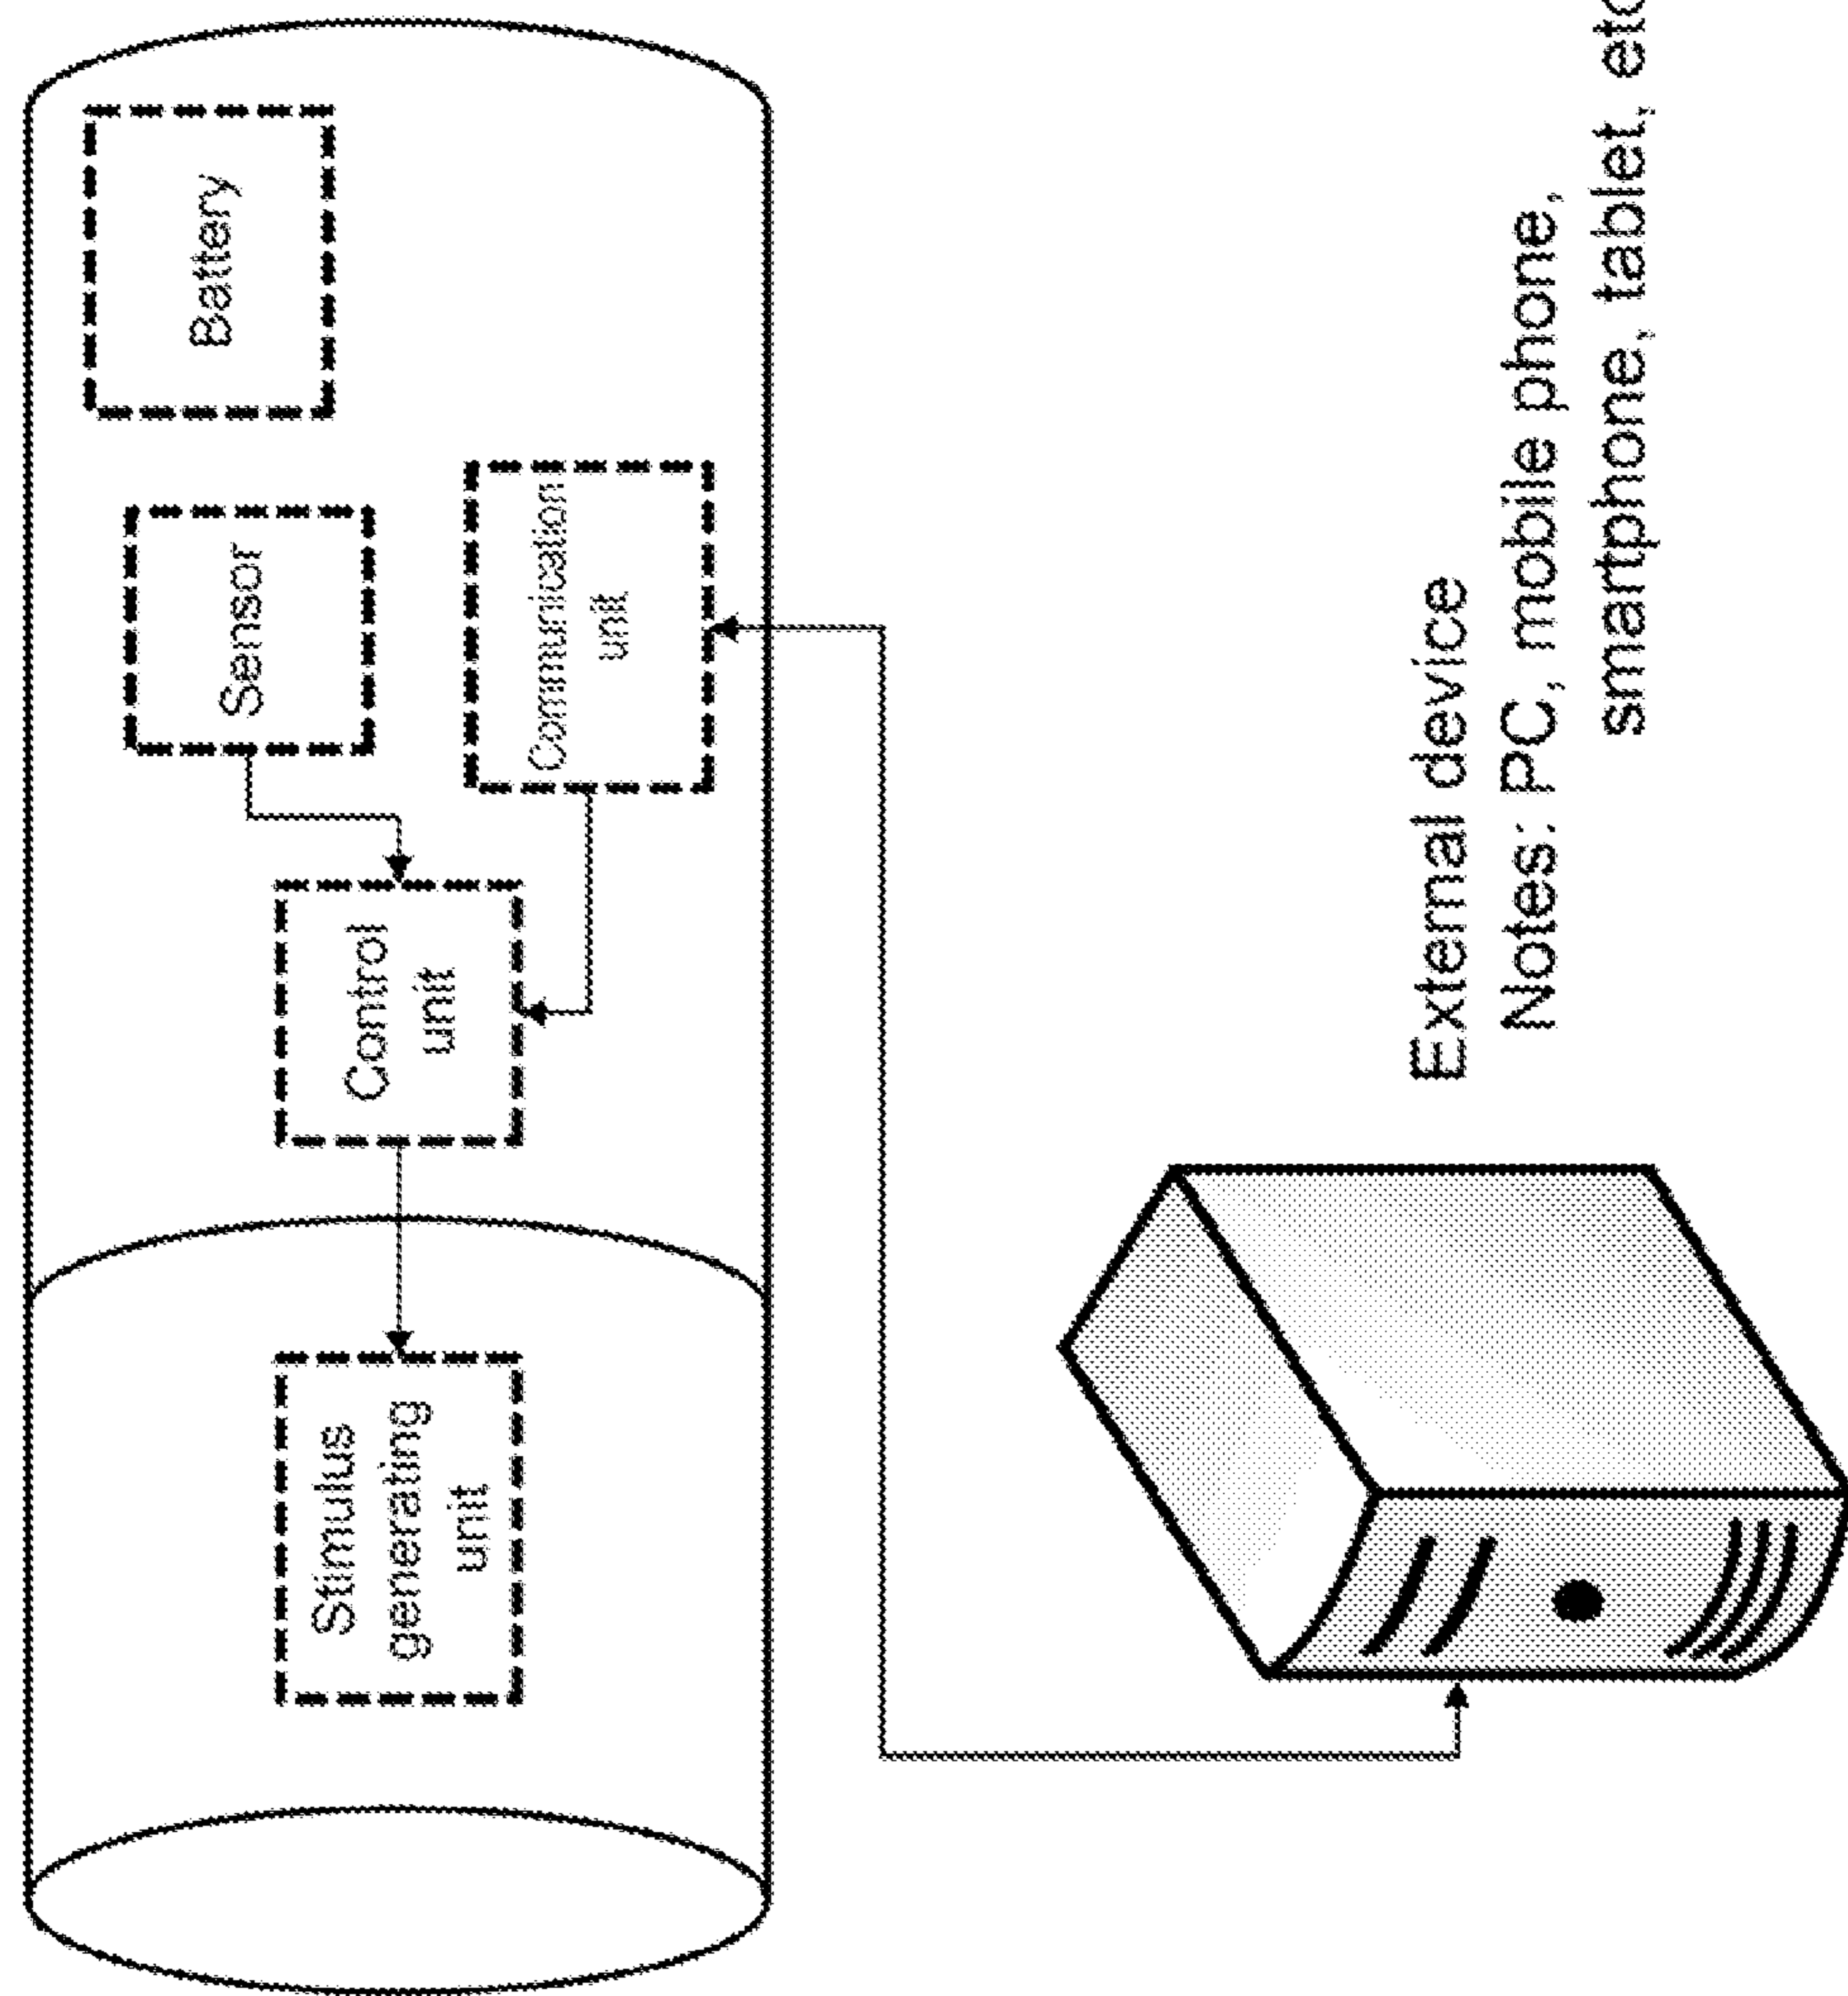 Battery
Sensor
Communication
unit
Control
unit
Stimulus
generating
unit
External device
Notes: PC, mobile phone,
smartphone, tablet, etc